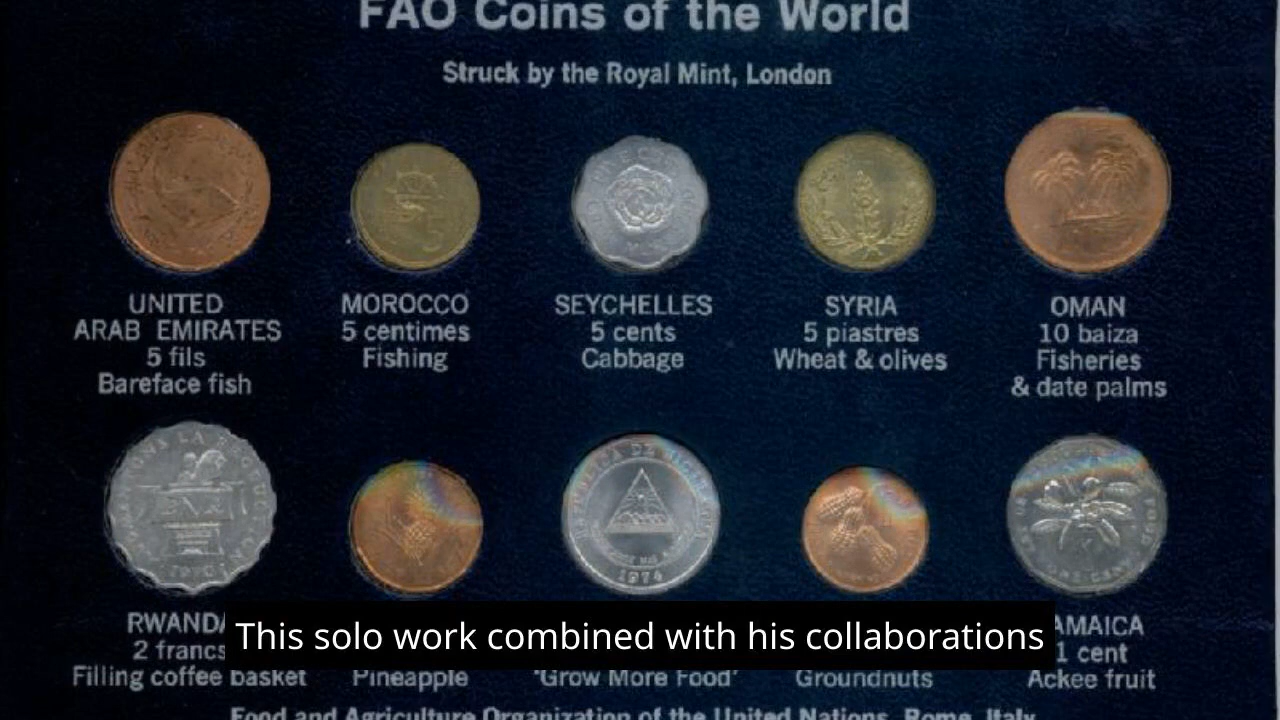 FAO Coins of the World
Struck by the Royal Mint, London
UNITED
ARAB EMIRATES
5 fils
Bareface fish
MOROCCO
5 centimes
Fishing
SEYCHELLES
5 cents
Cabbage
SYRIA
5 piastres
Wheat & olives
OMAN
10 baiza
Fisheries
& date palms
1974
RWANDA
2 francs
Filling coffee basket
Pineapple
'Grow More Food'
Groundnuts
AMAICA
1 cent
Ackee fruit
This solo work combined with his collaborations
Food and Agriculture Organization of the United Nations, Rome, Italy